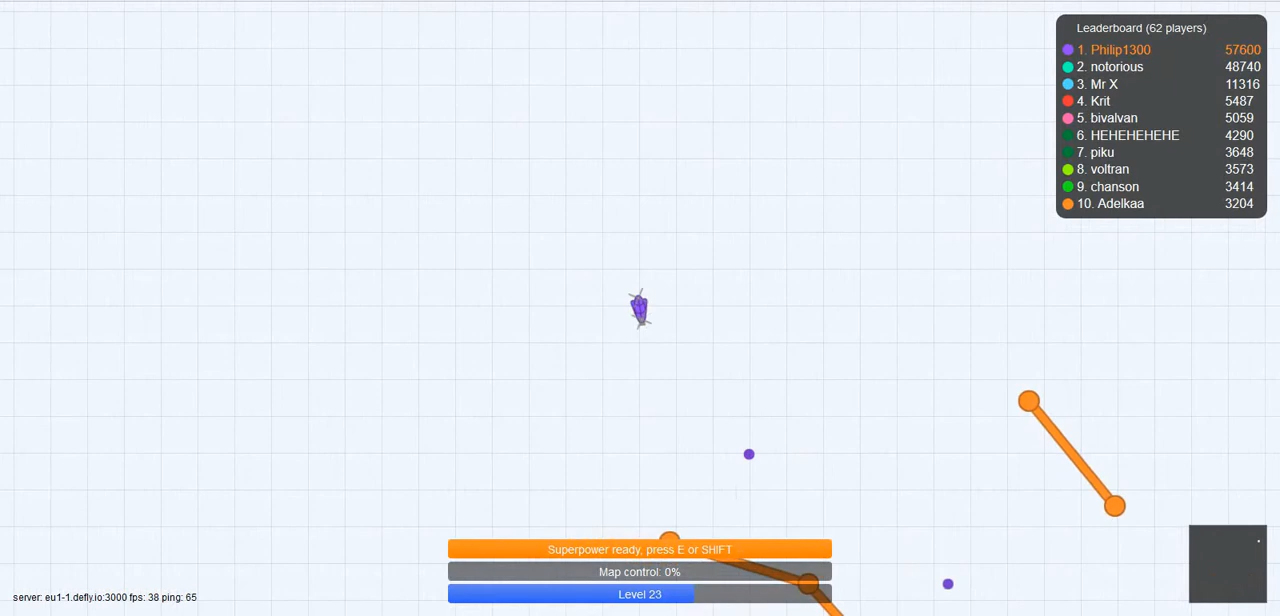 Leaderboard (62 players)
1. Philip1300 57600
2. notorious 48740
3. Mr X 11316
4. Krit 5487
5. bivalvan 5059
6. HEHEHEHEHE 4290
7. piku 3648
8. voltran 3573
9. chanson 3414
10. Adelkaa 3204
Superpower ready, press E or SHIFT
Map control: 0%
Level 23
server: eu1-1.defly.io:3000 fps: 38 ping: 65